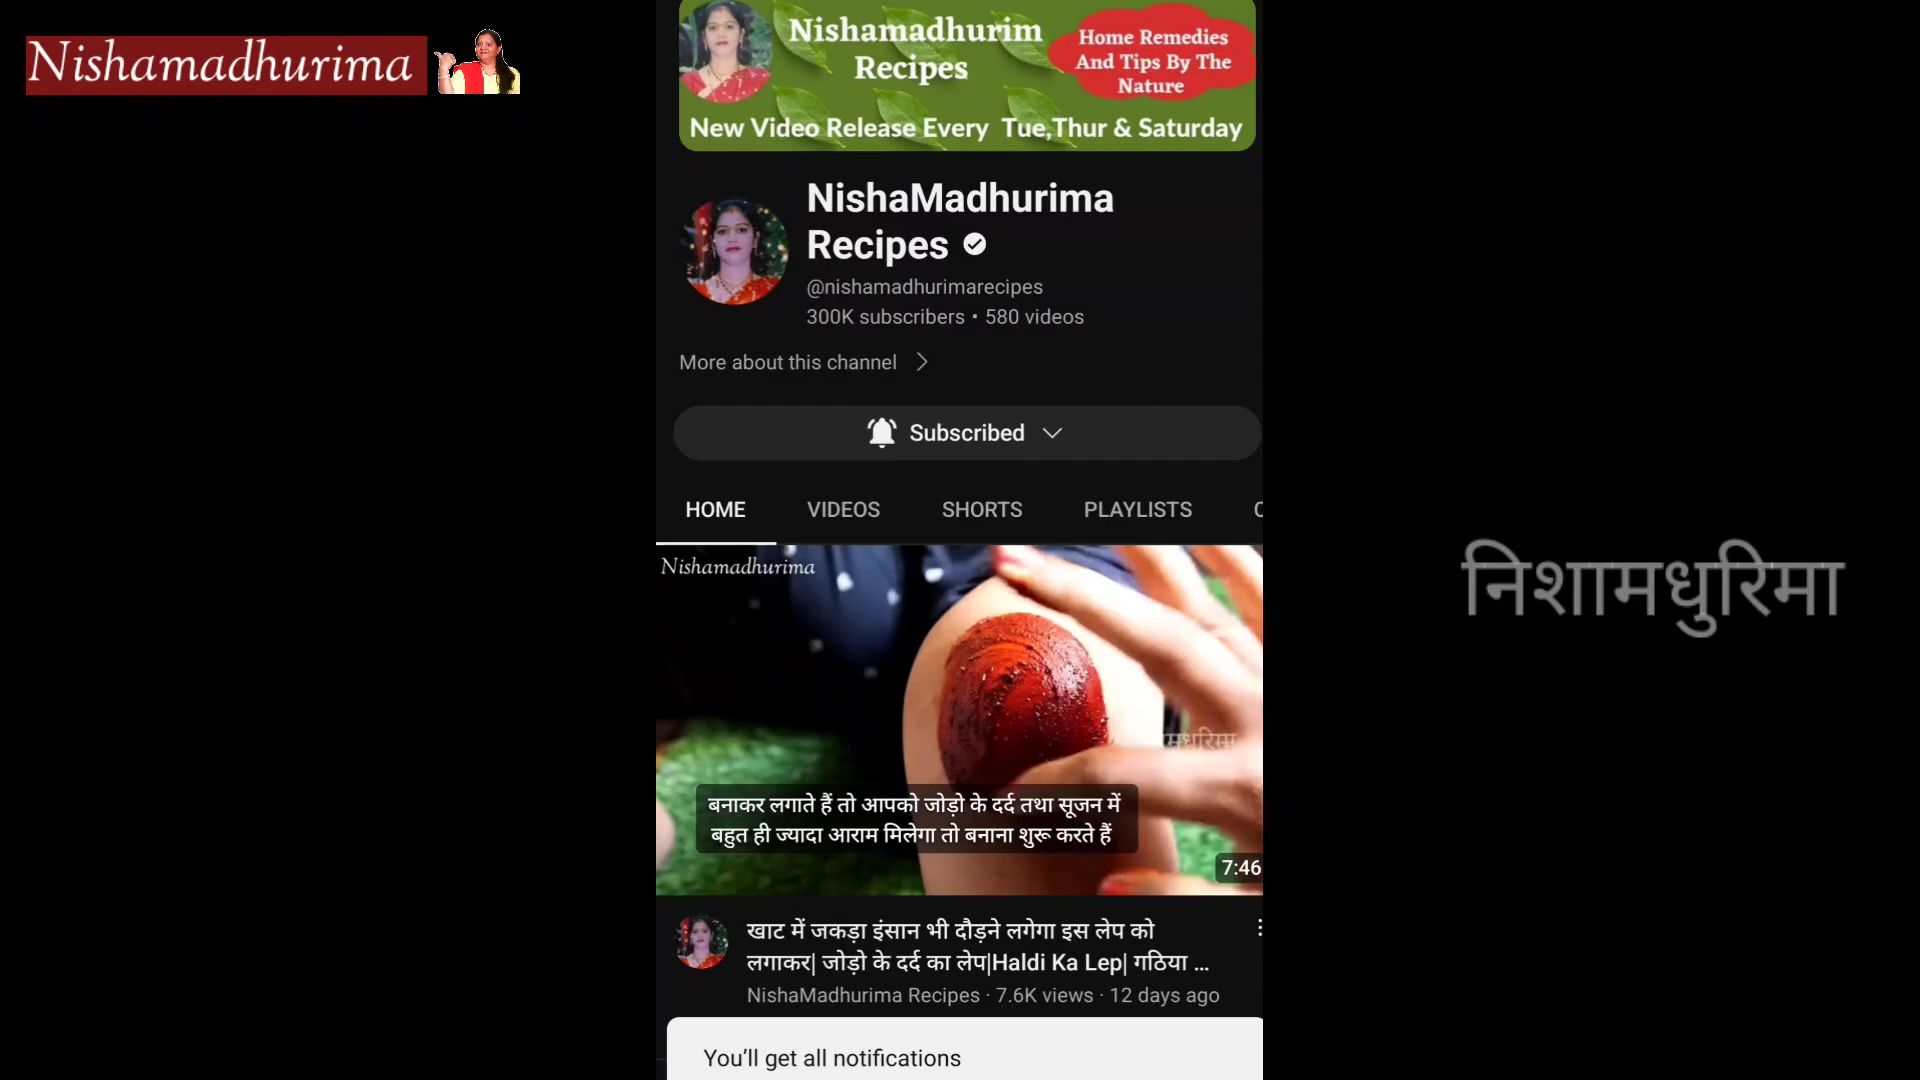 Nishamadhurima
Nishamadhurim
Recipes
Home Remedies
And Tips By The
Nature
New Video Release Every Tue,Thur & Saturday
NishaMadhurima
Recipes
@nishamadhurimarecipes
300K subscribers • 580 videos
More about this channel
Subscribed
HOME VIDEOS SHORTS PLAYLISTS
Nishamadhurima
बनाकर लगाते हैं तो आपको जोड़ो के दर्द तथा सूजन में
बहुत ही ज्यादा आराम मिलेगा तो बनाना शुरू करते हैं
7:46
खाट में जकड़ा इंसान भी दौड़ने लगेगा इस लेप को
लगाकर| जोड़ो के दर्द का लेप|Haldi Ka Lep| गठिया ...
NishaMadhurima Recipes · 7.6K views · 12 days ago
You’ll get all notifications
निशामधुरिमा